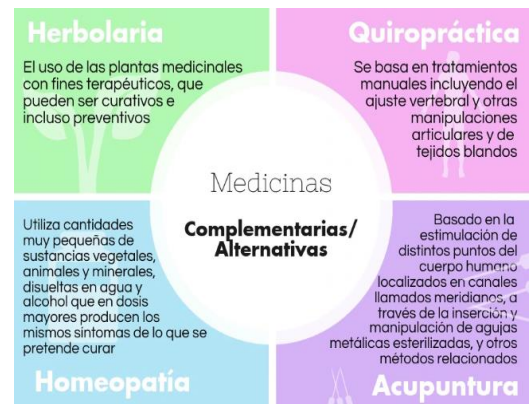 Herbolaria
El uso de las plantas medicinales
con fines terapéuticos, que
pueden ser curativos e
incluso preventivos
Quiropráctica
Se basa en tratamientos
manuales incluyendo el
ajuste vertebral y otras
manipulaciones
articulares y de
tejidos blandos
Medicinas
Complementarias/
Alternativas
Utiliza cantidades
muy pequeñas de
sustancias vegetales,
animales y minerales,
disueltas en agua y
alcohol que en dosis
mayores producen los
mismos sintomas de lo que se
pretende curar
Homeopatía
Basado en la
estimulación de
distintos puntos del
cuerpo humano
localizados en canales
llamados meridianos, a
través de la inserción y
manipulación de agujas
metálicas esterilizadas, y otros
métodos relacionados
Acupuntura